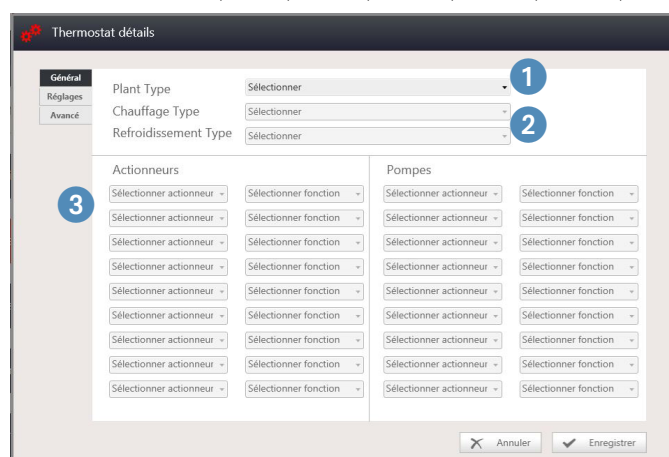 Thermostat détails
Général
Réglages
Avancé
Plant Type Sélectionner 1
Chauffage Type Sélectionner
Refroidissement Type Sélectionner 2
Actionneurs Pompes
3
Sélectionner actionneur Sélectionner fonction Sélectionner actionneur Sélectionner fonction
Sélectionner actionneur Sélectionner fonction Sélectionner actionneur Sélectionner fonction
Sélectionner actionneur Sélectionner fonction Sélectionner actionneur Sélectionner fonction
Sélectionner actionneur Sélectionner fonction Sélectionner actionneur Sélectionner fonction
Sélectionner actionneur Sélectionner fonction Sélectionner actionneur Sélectionner fonction
Sélectionner actionneur Sélectionner fonction Sélectionner actionneur Sélectionner fonction
Sélectionner actionneur Sélectionner fonction Sélectionner actionneur Sélectionner fonction
Sélectionner actionneur Sélectionner fonction Sélectionner actionneur Sélectionner fonction
Sélectionner actionneur Sélectionner fonction Sélectionner actionneur Sélectionner fonction
Annuler Enregistrer